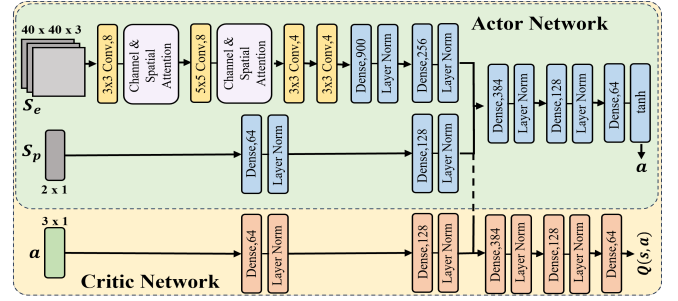 Actor Network
40 x 40 x 3
S_e
3x3 Conv,8
Channel &
Spatial
Attention
5x5 Conv,8
Channel &
Spatial
Attention
3x3 Conv,4
3x3 Conv,4
Dense,900
Layer Norm
Dense,256
Layer Norm
Dense,384
Layer Norm
Dense,128
Layer Norm
Dense,64
tanh
a
S_p
2 x 1
Dense,64
Layer Norm
Dense,128
Layer Norm
3 x 1
a
Dense,64
Layer Norm
Dense,128
Layer Norm
Dense,384
Layer Norm
Dense,128
Layer Norm
Dense,64
Q(s,a)
Critic Network